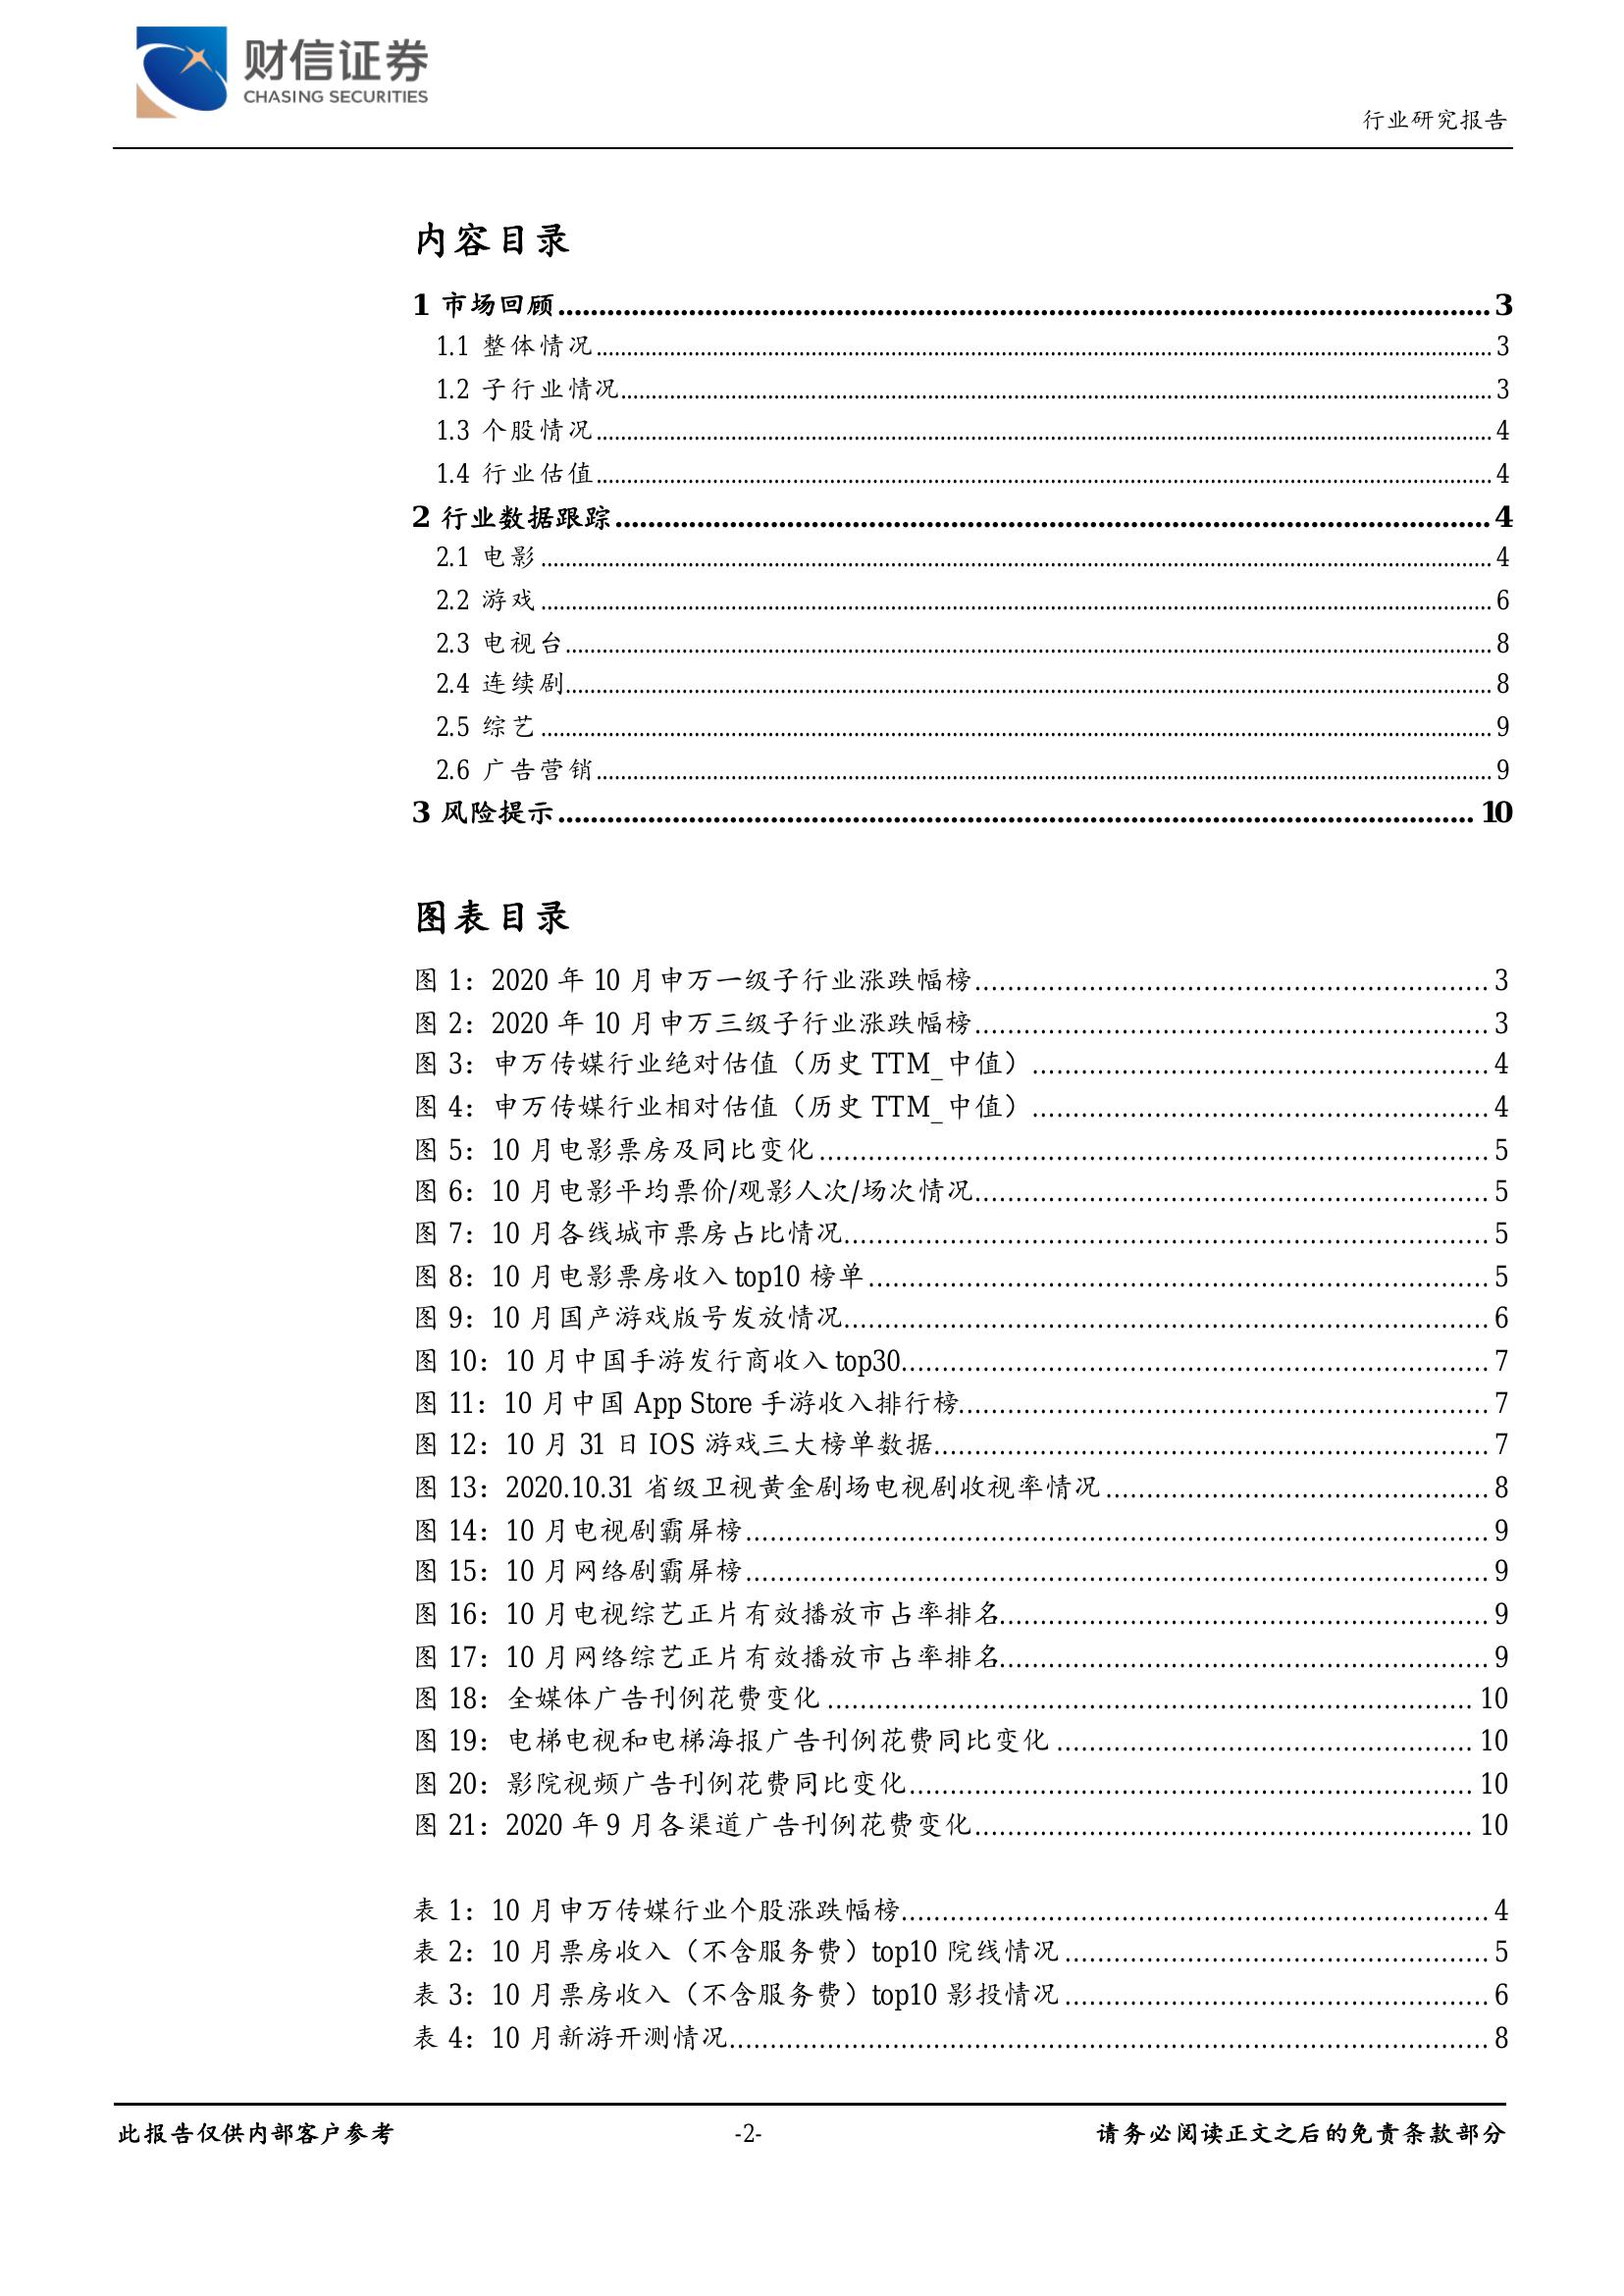 财信证券
CHASING SECURITIES
行业研究报告
内容目录
1 市场回顾 3
1.1 整体情况 3
1.2 子行业情况 3
1.3 个股情况 4
1.4 行业估值 4
2 行业数据跟踪 4
2.1 电影 4
2.2 游戏 6
2.3 电视台 8
2.4 连续剧 8
2.5 综艺 9
2.6 广告营销 9
3 风险提示 10
图表目录
图 1：2020 年 10 月申万一级子行业涨跌幅榜 3
图 2：2020 年 10 月申万三级子行业涨跌幅榜 3
图 3：申万传媒行业绝对估值（历史 TTM_中值） 4
图 4：申万传媒行业相对估值（历史 TTM_中值） 4
图 5：10 月电影票房及同比变化 5
图 6：10 月电影平均票价/观影人次/场次情况 5
图 7：10 月各线城市票房占比情况 5
图 8：10 月电影票房收入 top10 榜单 5
图 9：10 月国产游戏版号发放情况 6
图 10：10 月中国手游发行商收入 top30 7
图 11：10 月中国 App Store 手游收入排行榜 7
图 12：10 月 31 日 IOS 游戏三大榜单数据 7
图 13：2020.10.31 省级卫视黄金剧场电视剧收视率情况 8
图 14：10 月电视剧霸屏榜 9
图 15：10 月网络剧霸屏榜 9
图 16：10 月电视综艺正片有效播放市占率排名 9
图 17：10 月网络综艺正片有效播放市占率排名 9
图 18：全媒体广告刊例花费变化 10
图 19：电梯电视和电梯海报广告刊例花费同比变化 10
图 20：影院视频广告刊例花费同比变化 10
图 21：2020 年 9 月各渠道广告刊例花费变化 10
表 1：10 月申万传媒行业个股涨跌幅榜 4
表 2：10 月票房收入（不含服务费）top10 院线情况 5
表 3：10 月票房收入（不含服务费）top10 影投情况 6
表 4：10 月新游开测情况 8
此报告仅供内部客户参考 -2- 请务必阅读正文之后的免责条款部分